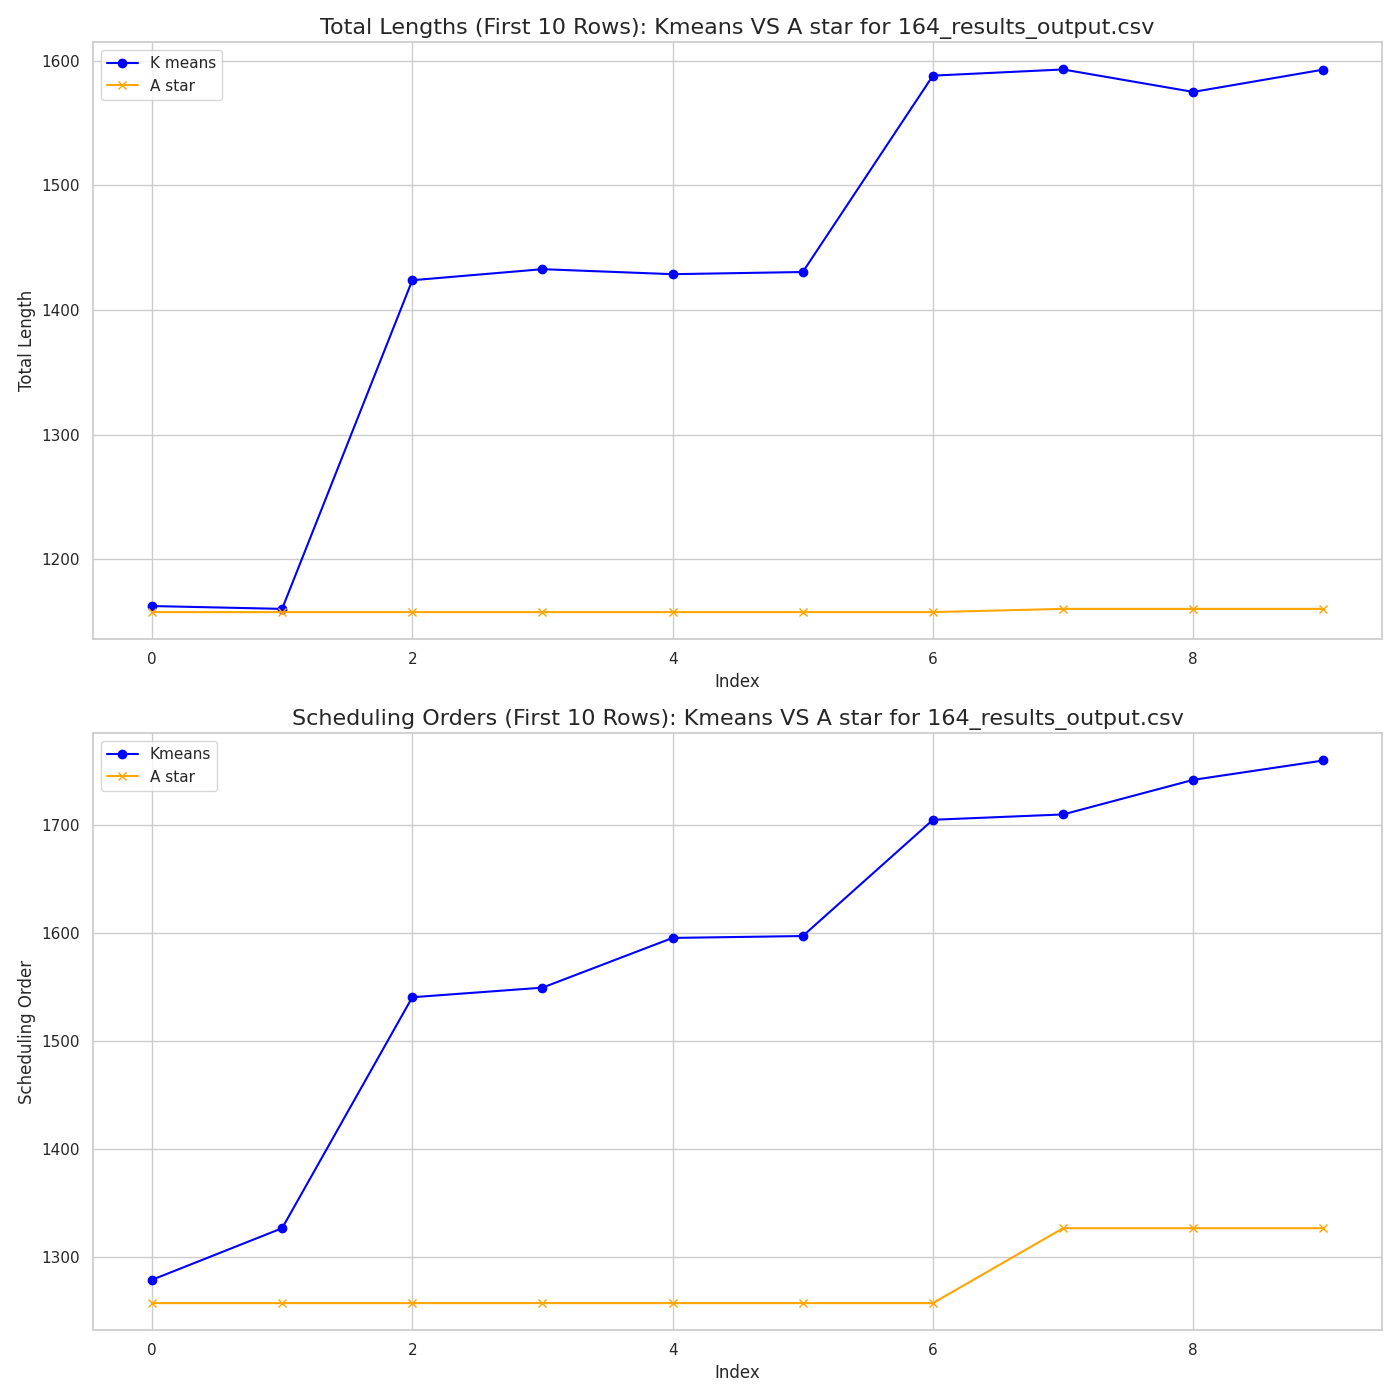 Total Lengths (First 10 Rows): Kmeans VS A star for 164_results_output.csv
K means
A star
1600
1500
1400
1300
1200
Total Length
0 2 4 6 8
Index
Scheduling Orders (First 10 Rows): Kmeans VS A star for 164_results_output.csv
Kmeans
A star
1700
1600
1500
1400
1300
Scheduling Order
0 2 4 6 8
Index